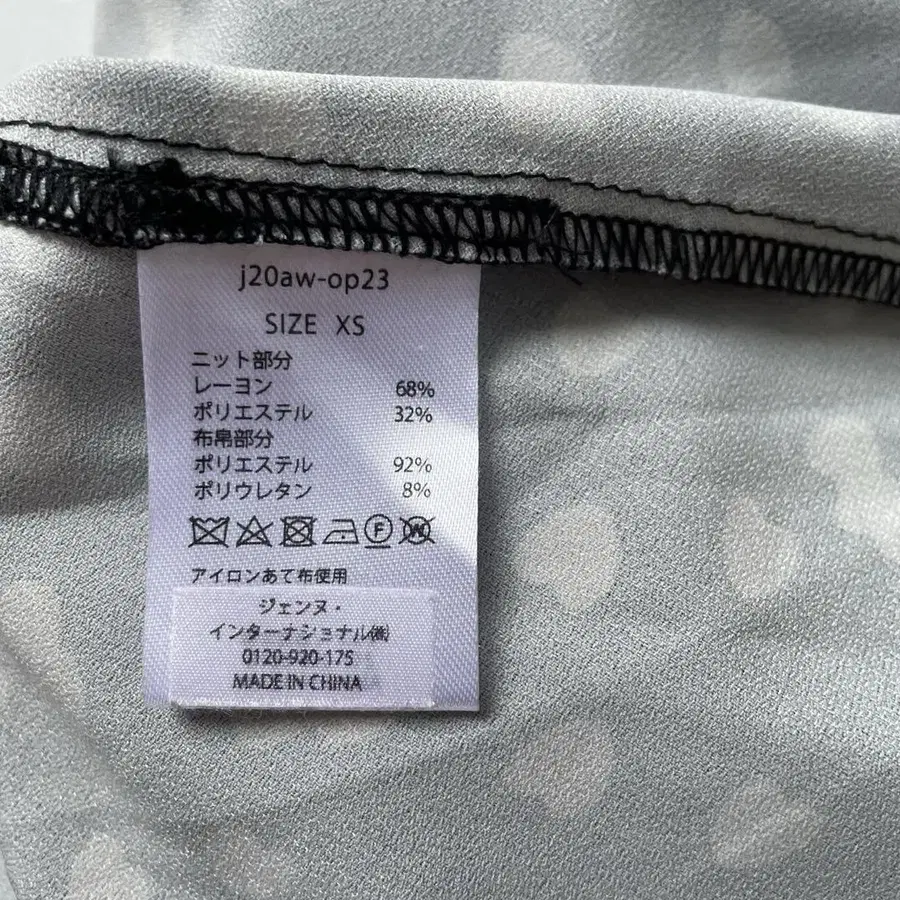 j20aw-op23
SIZE XS
ニット部分
レーヨン 68%
ポリエステル 32%
布帛部分
ポリエステル 92%
ポリウレタン 8%
F W
アイロンあて布使用
ジェンヌ・
インターナショナル㈱
0120-920-175
MADE IN CHINA